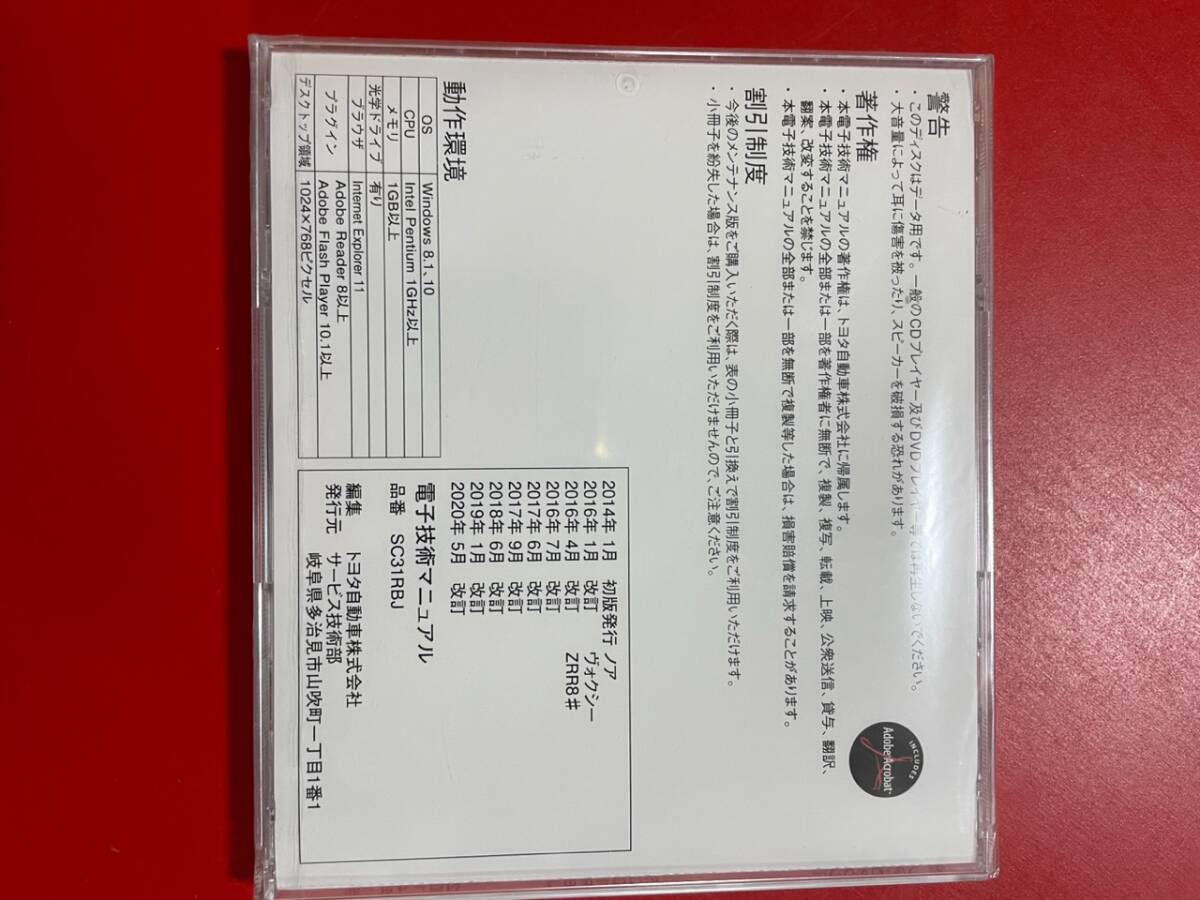 警告
・このディスクはデータ用です。一般のCDプレイヤー及びDVDプレイヤー等では再生しないでください。
・大音量によって耳に傷害を被ったり、スピーカーを破損する恐れがあります。
著作権
・本電子技術マニュアルの著作権は、トヨタ自動車株式会社に帰属します。
・本電子技術マニュアルの全部または一部を著作権者に無断で、複製、複写、転載、上映、公衆送信、貸与、翻訳、
翻案、改変することを禁じます。
・本電子技術マニュアルの全部または一部を無断で複製等した場合は、損害賠償を請求することがあります。
割引制度
・今後のメンテナンス版をご購入いただく際は、表の小冊子と引換えで割引制度をご利用いただけます。
・小冊子を紛失した場合は、割引制度をご利用いただけませんので、ご注意ください。
INCLUDES
Adobe Acrobat
動作環境
OS Windows 8.1、10
CPU Intel Pentium 1GHz以上
メモリ 1GB以上
光学ドライブ 有り
ブラウザ Internet Explorer 11
プラグイン Adobe Reader 8以上
Adobe Flash Player 10.1以上
デスクトップ領域 1024×768ピクセル
2014年 1月 初版発行 ノア
2016年 1月 改訂 ヴォクシー
2016年 4月 改訂 ZRR8#
2016年 7月 改訂
2017年 6月 改訂
2017年 9月 改訂
2018年 6月 改訂
2019年 1月 改訂
2020年 5月 改訂
電子技術マニュアル
品番 SC31RBJ
編集 トヨタ自動車株式会社
発行元 サービス技術部
岐阜県多治見市山吹町一丁目1番1